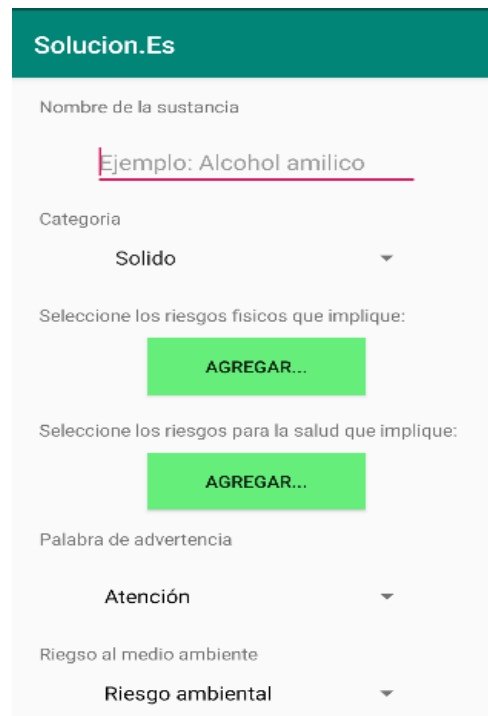 Solucion.Es
Nombre de la sustancia
Ejemplo: Alcohol amilico
Categoria
Solido
Seleccione los riesgos fisicos que implique:
AGREGAR...
Seleccione los riesgos para la salud que implique:
AGREGAR...
Palabra de advertencia
Atención
Riegso al medio ambiente
Riesgo ambiental